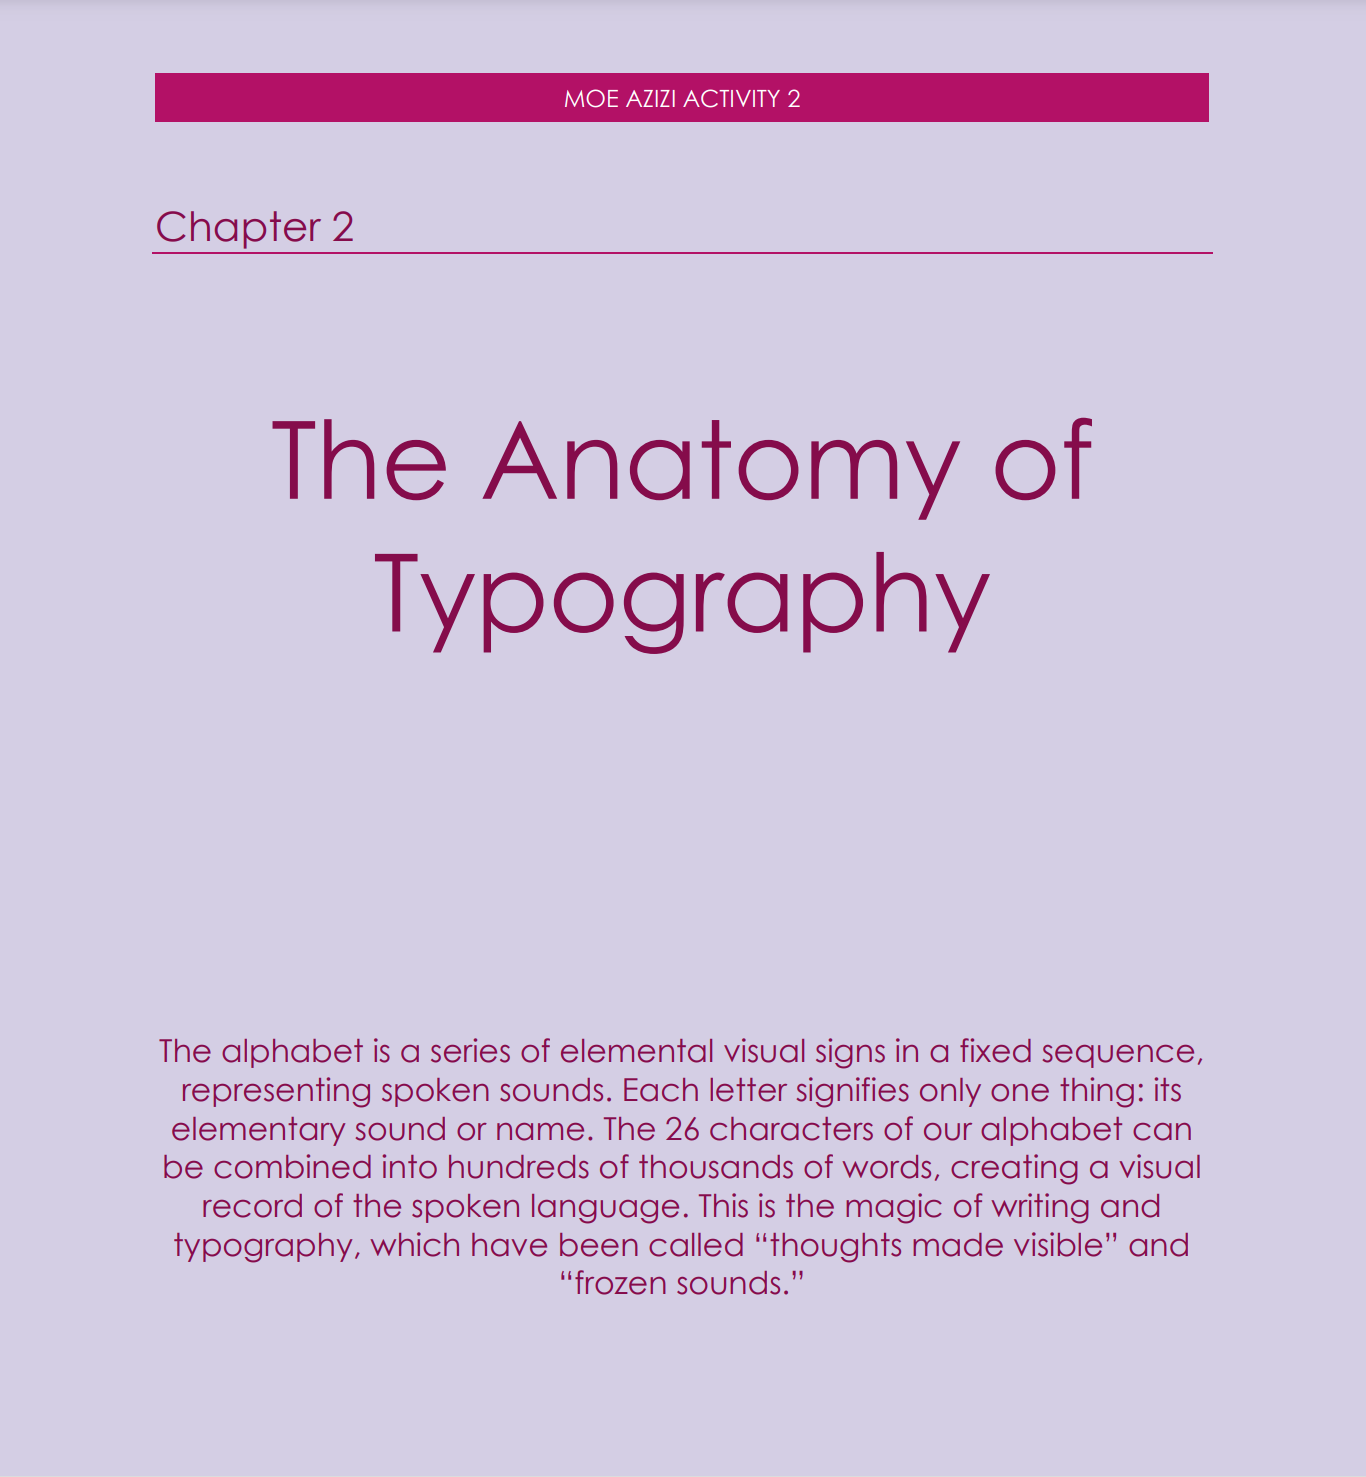 MOE AZIZI ACTIVITY 2
Chapter 2
The Anatomy of
Typography
The alphabet is a series of elemental visual signs in a fixed sequence,
representing spoken sounds. Each letter signifies only one thing: its
elementary sound or name. The 26 characters of our alphabet can
be combined into hundreds of thousands of words, creating a visual
record of the spoken language. This is the magic of writing and
typography, which have been called “thoughts made visible” and
“frozen sounds.”